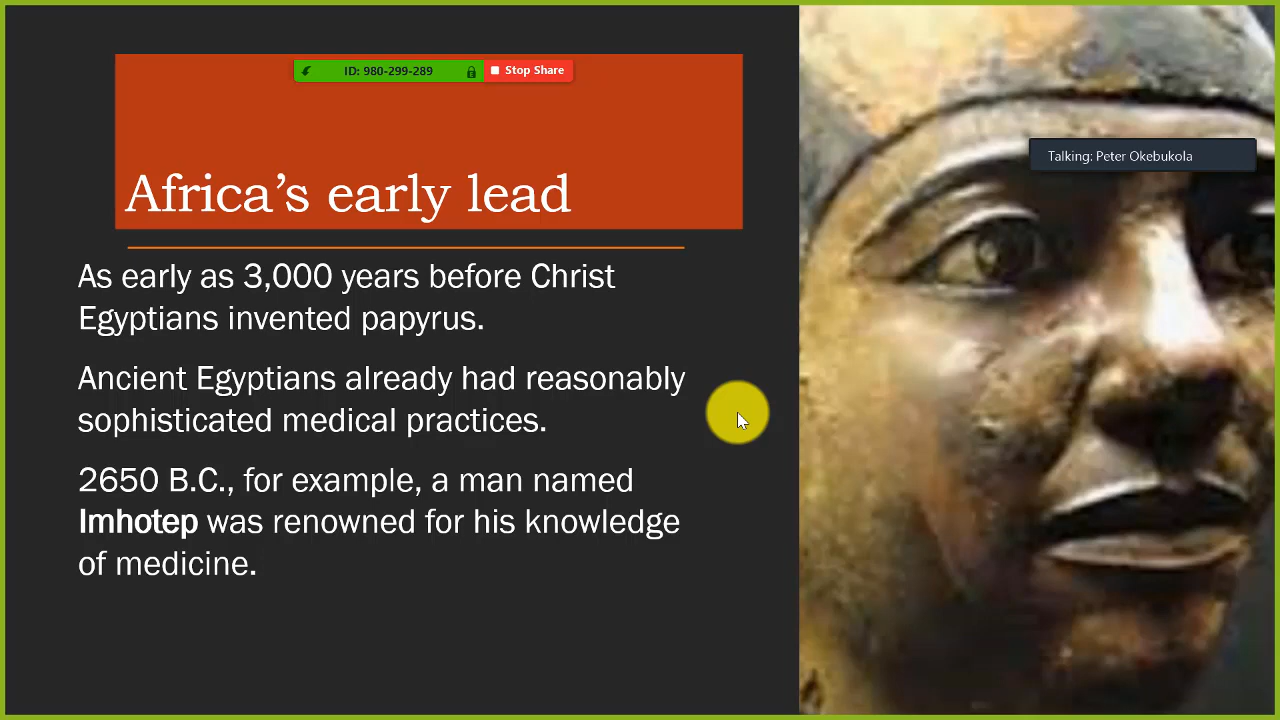 ID: 980-299-289
Stop Share
Talking: Peter Okebukola
Africa’s early lead
As early as 3,000 years before Christ
Egyptians invented papyrus.
Ancient Egyptians already had reasonably
sophisticated medical practices.
2650 B.C., for example, a man named
Imhotep was renowned for his knowledge
of medicine.